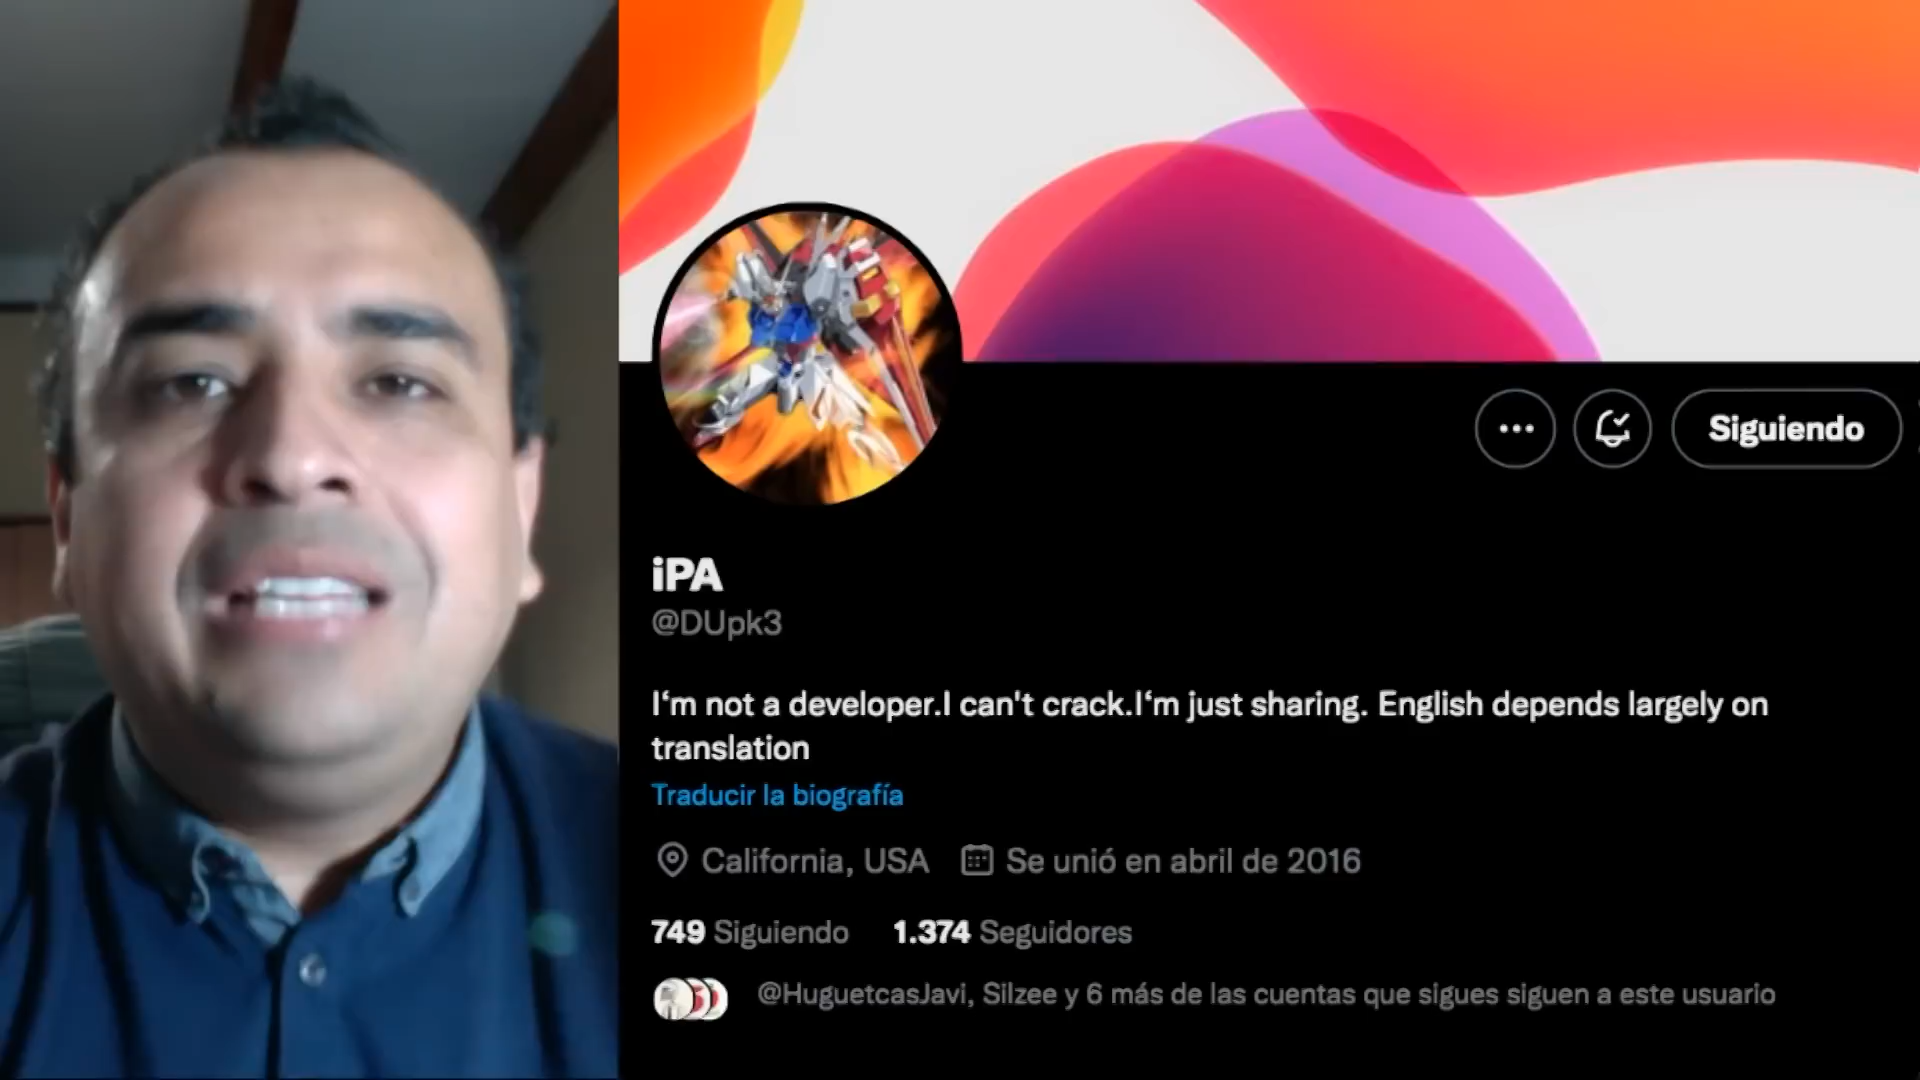 Siguiendo
iPA
@DUpk3
I‘m not a developer.I can't crack.I‘m just sharing. English depends largely on
translation
Traducir la biografía
California, USA Se unió en abril de 2016
749 Siguiendo 1.374 Seguidores
@HuguetcasJavi, Silzee y 6 más de las cuentas que sigues siguen a este usuario